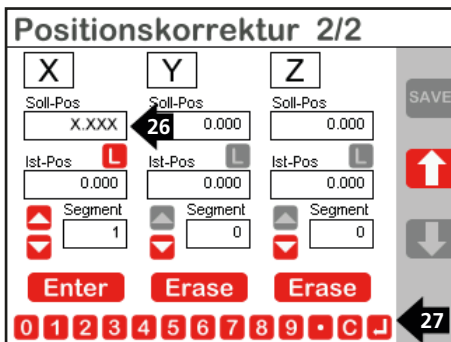 Positionskorrektur 2/2
X Y Z
SAVE
Soll-Pos Soll-Pos Soll-Pos
X.XXX 26 0.000 0.000
Ist-Pos L Ist-Pos L Ist-Pos L
0.000 0.000 0.000
Segment Segment Segment
1 0 0
Enter Erase Erase
0 1 2 3 4 5 6 7 8 9 • C ↵ 27